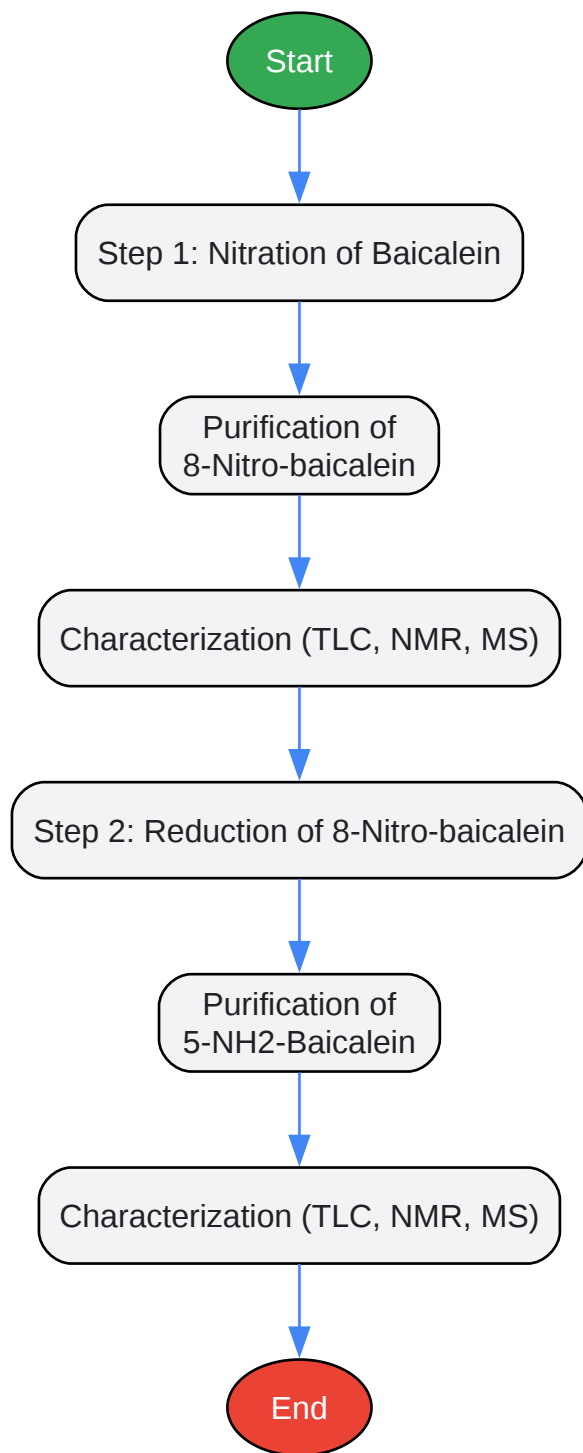 Start
Step 1: Nitration of Baicalein
Purification of
8-Nitro-baicalein
Characterization (TLC, NMR, MS)
Step 2: Reduction of 8-Nitro-baicalein
Purification of
5-NH2-Baicalein
Characterization (TLC, NMR, MS)
End